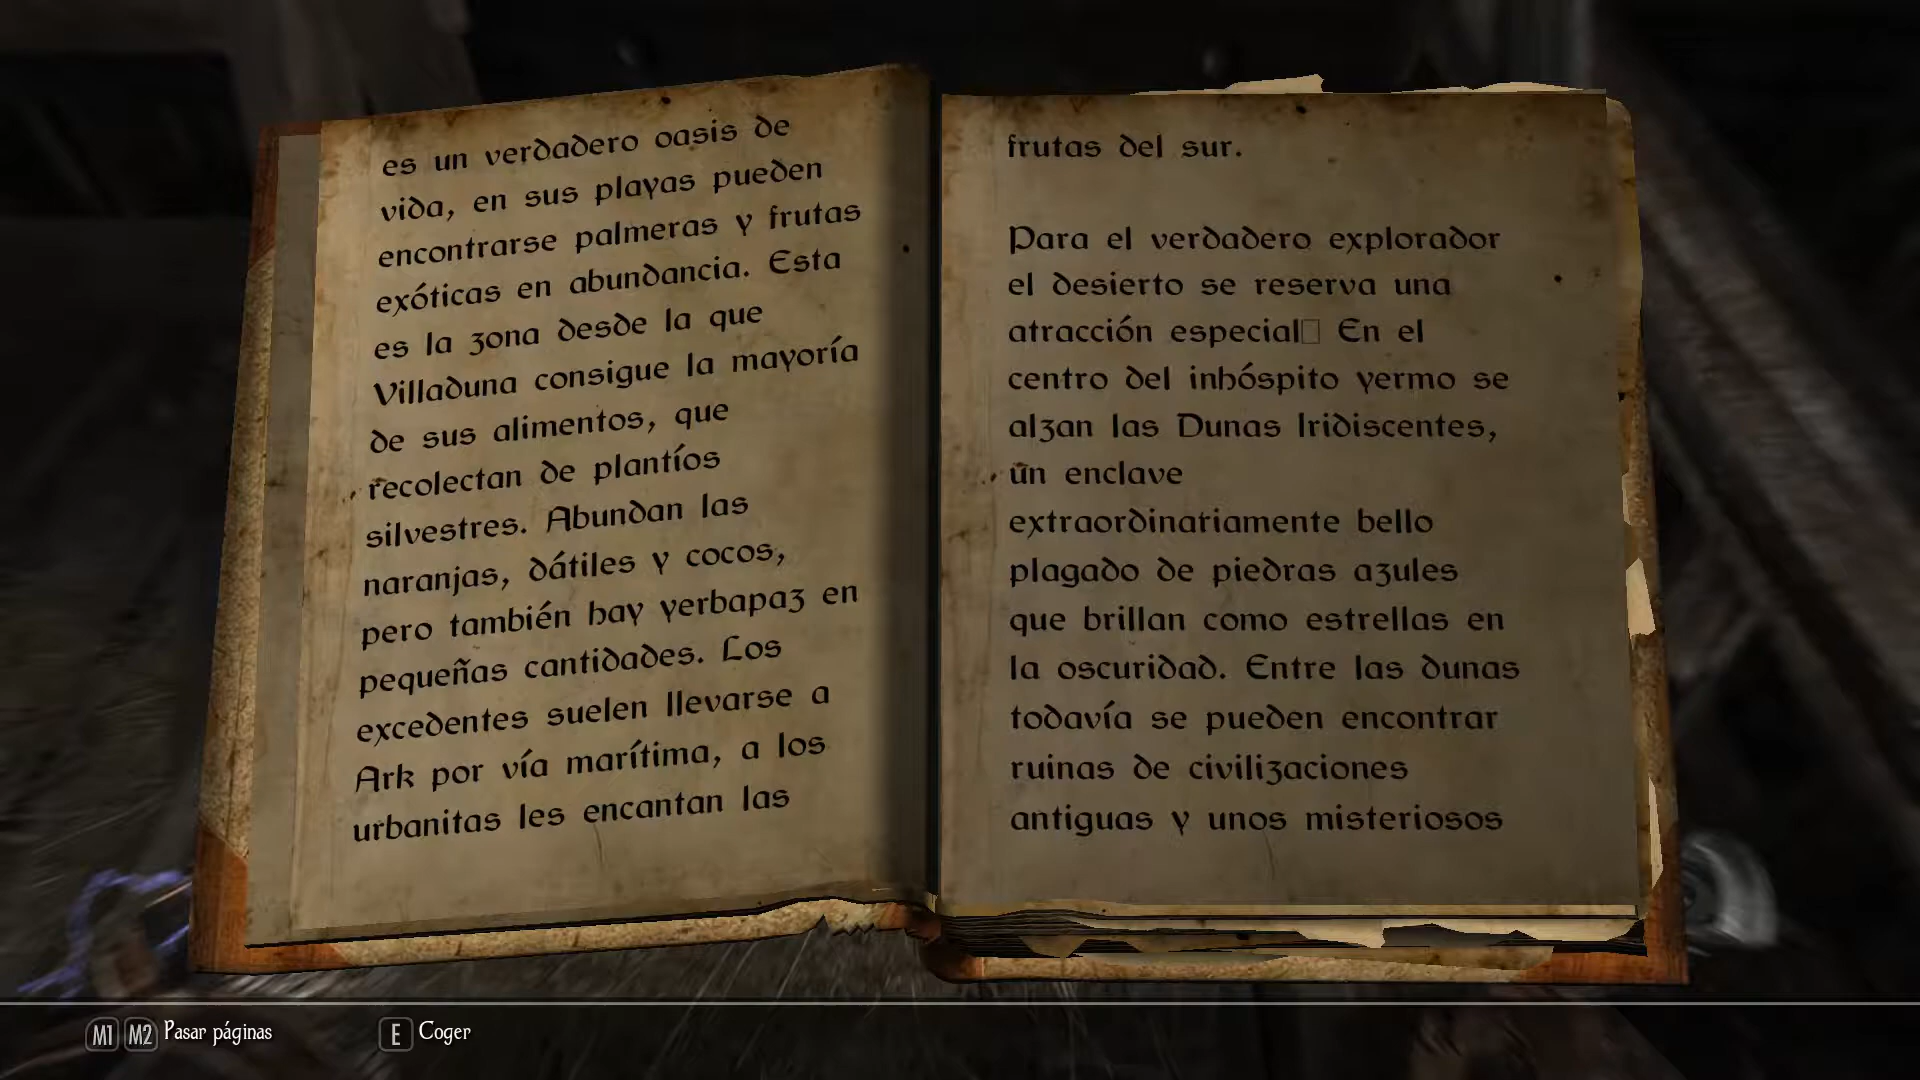 es un verdadero oasis de
vida, en sus playas pueden
encontrarse palmeras y frutas
exóticas en abundancia. Esta
es la zona desde la que
Villaduna consigue la mayoría
de sus alimentos, que
recolectan de plantíos
silvestres. Abundan las
naranjas, dátiles y cocos,
pero también hay yerbapaz en
pequeñas cantidades. Los
excedentes suelen llevarse a
Ark por vía marítima, a los
urbanitas les encantan las
frutas del sur.
Para el verdadero explorador
el desierto se reserva una
atracción especial□ En el
centro del inhóspito yermo se
alzan las Dunas Iridiscentes,
un enclave
extraordinatiamente bello
plagado de piedras azules
que brillan como estrellas en
la oscuridad. Entre las dunas
todavía se pueden encontrar
ruinas de civilizaciones
antiguas y unos misteriosos
M1 M2 Pasar páginas
E Coger